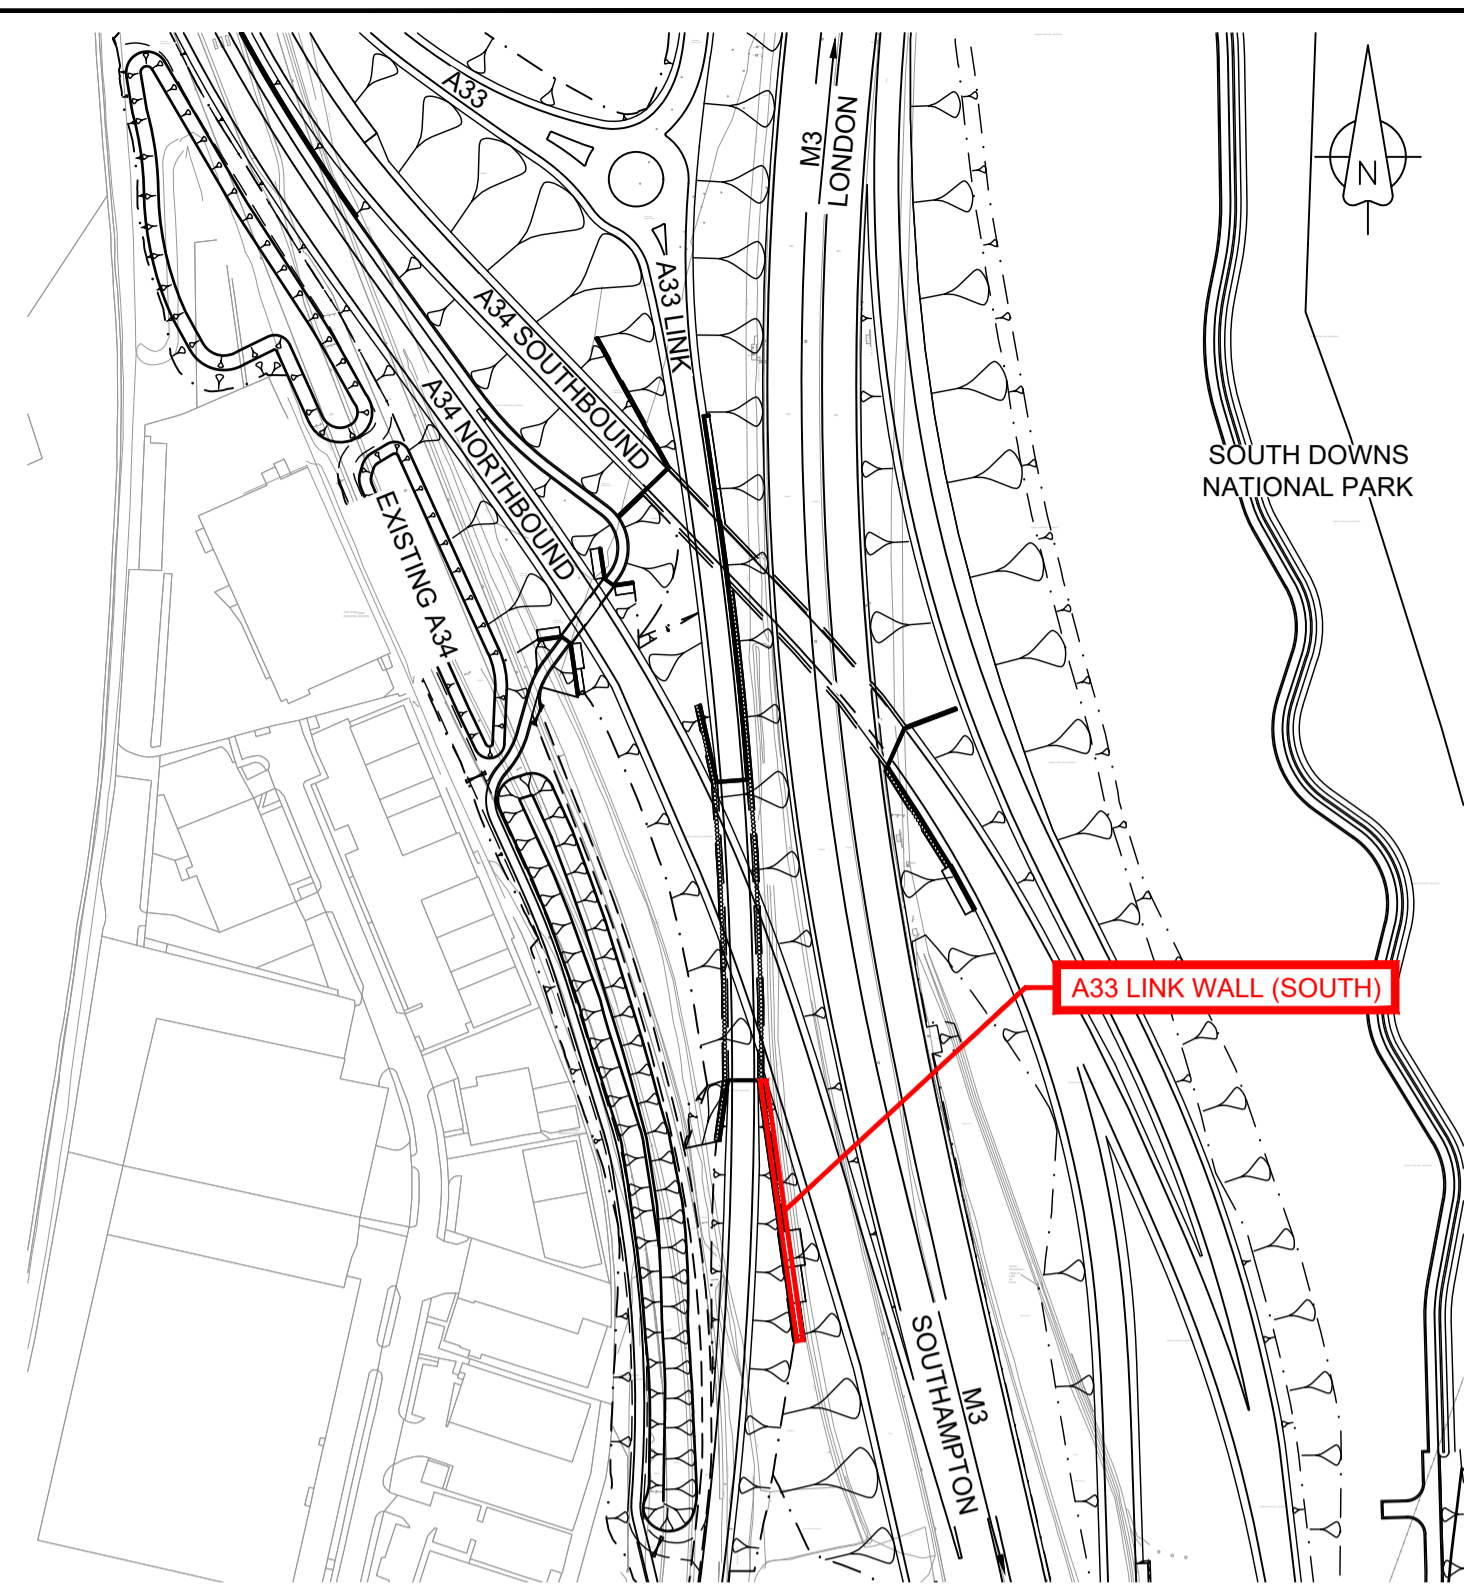 A33
M3
LONDON
N
A33 LINK
A34 SOUTHBOUND
A34 NORTHBOUND
SOUTH DOWNS
NATIONAL PARK
EXISTING A34
A33 LINK WALL (SOUTH)
M3
SOUTHAMPTON